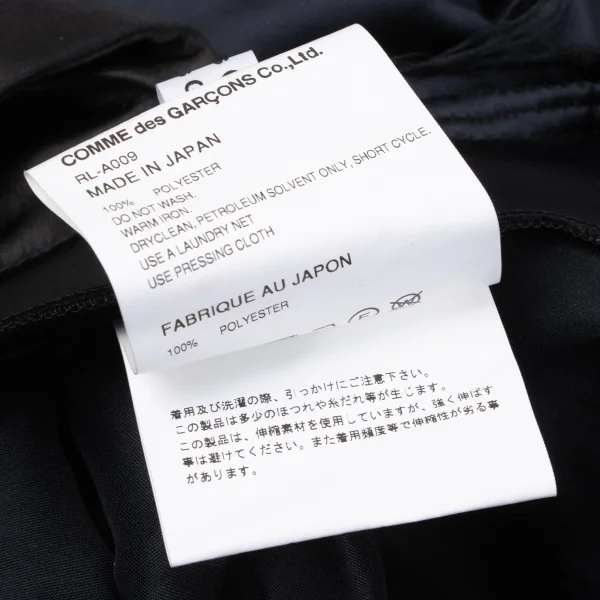 COMME des GARÇONS Co.,Ltd.
RL-A009
MADE IN JAPAN
100% POLYESTER
DO NOT WASH.
WARM IRON.
DRYCLEAN, PETROLEUM SOLVENT ONLY, SHORT CYCLE.
USE A LAUNDRY NET
USE PRESSING CLOTH
FABRIQUE AU JAPON
100% POLYESTER
着用及び洗濯の際、引っかけにご注意下さい。
この製品は多少のほつれや糸だれ等が生じます。
この製品は、伸縮素材を使用していますが、強く伸ばす
事は避けてください。また着用頻度等で伸縮性が劣る事
があります。